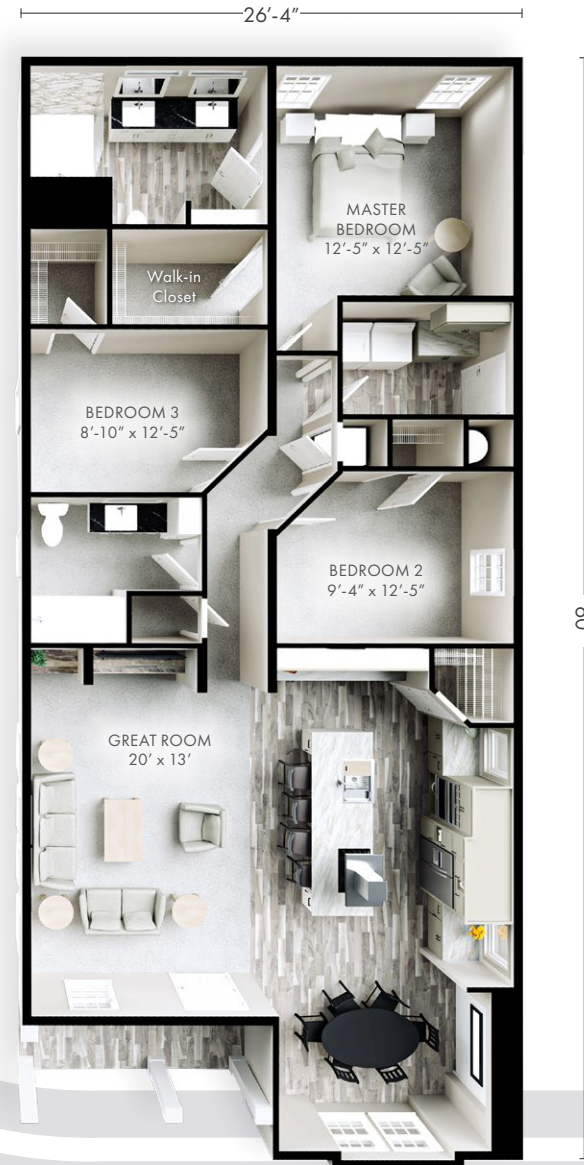 26’-4”
MASTER
BEDROOM
12’-5” x 12’-5”
Walk-in
Closet
BEDROOM 3
8’-10” x 12’-5”
BEDROOM 2
9’-4” x 12’-5”
GREAT ROOM
20’ x 13’